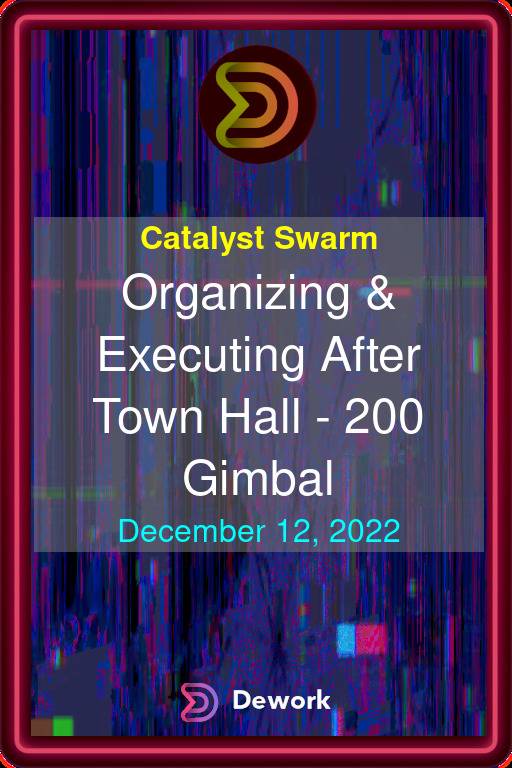 Catalyst Swarm
Organizing &
Executing After
Town Hall - 200
Gimbal
December 12, 2022
Dework